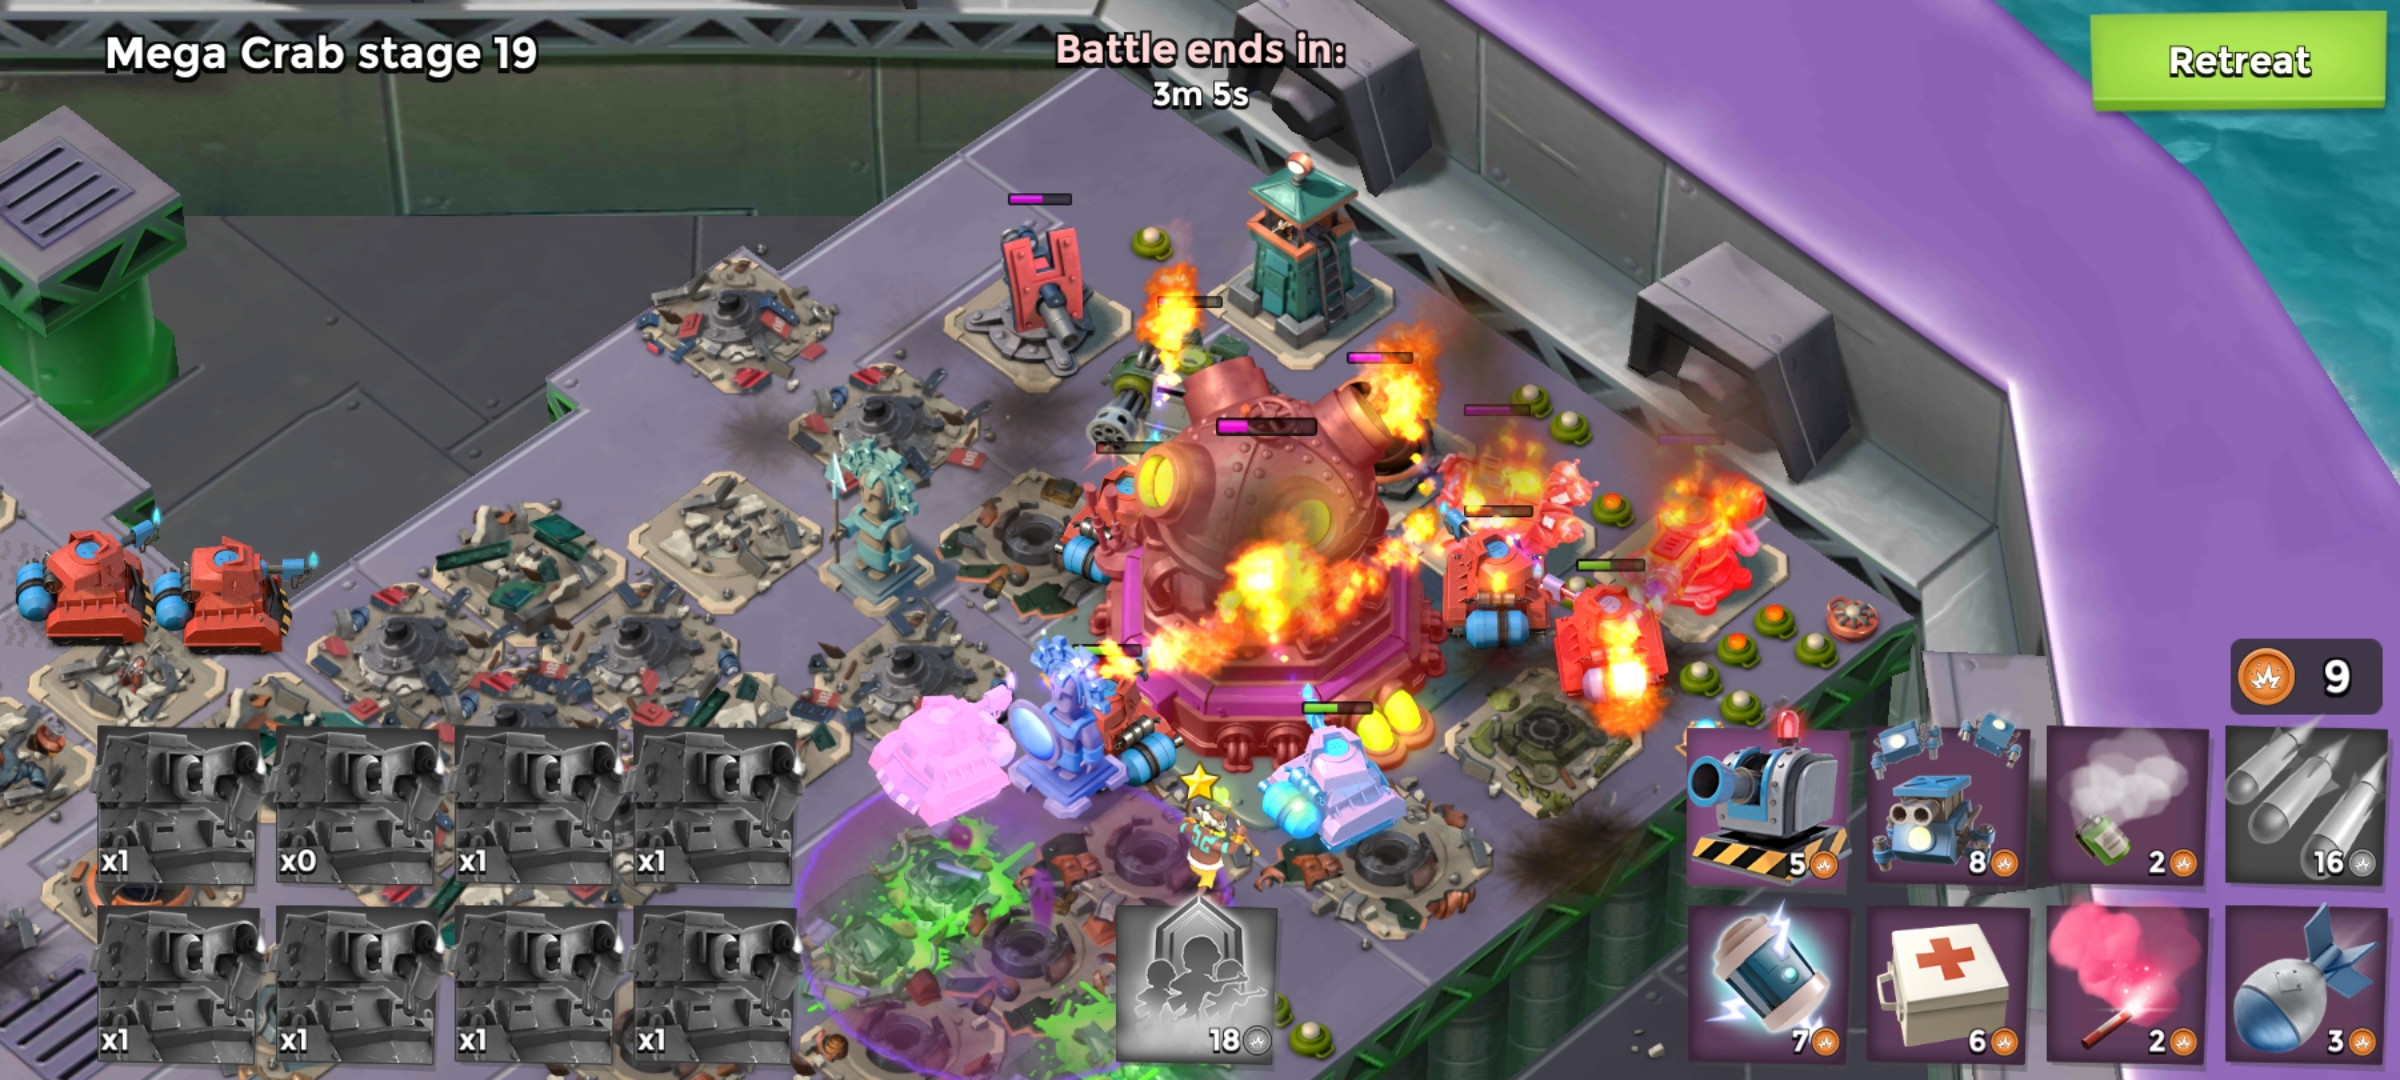 Mega Crab stage 19
Battle ends in:
3m 5s
Retreat
9
x1
x0
x1
x1
5
8
2
16
x1
x1
x1
x1
18
7
6
2
3